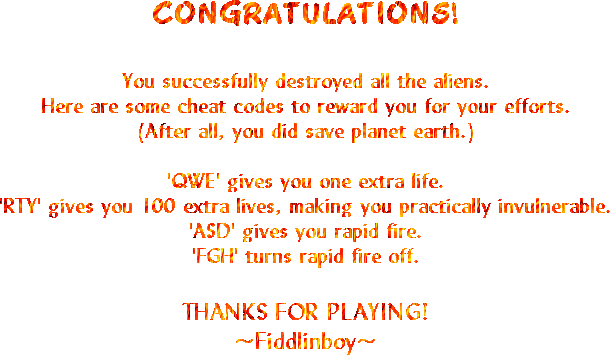 CONGRATULATIONS!
You successfully destroyed all the aliens.
Here are some cheat codes to reward you for your efforts.
(After all, you did save planet earth.)
'QWE' gives you one extra life.
'RTY' gives you 100 extra lives, making you practically invulnerable.
'ASD' gives you rapid fire.
'FGH' turns rapid fire off.
THANKS FOR PLAYING!
~Fiddlinboy~